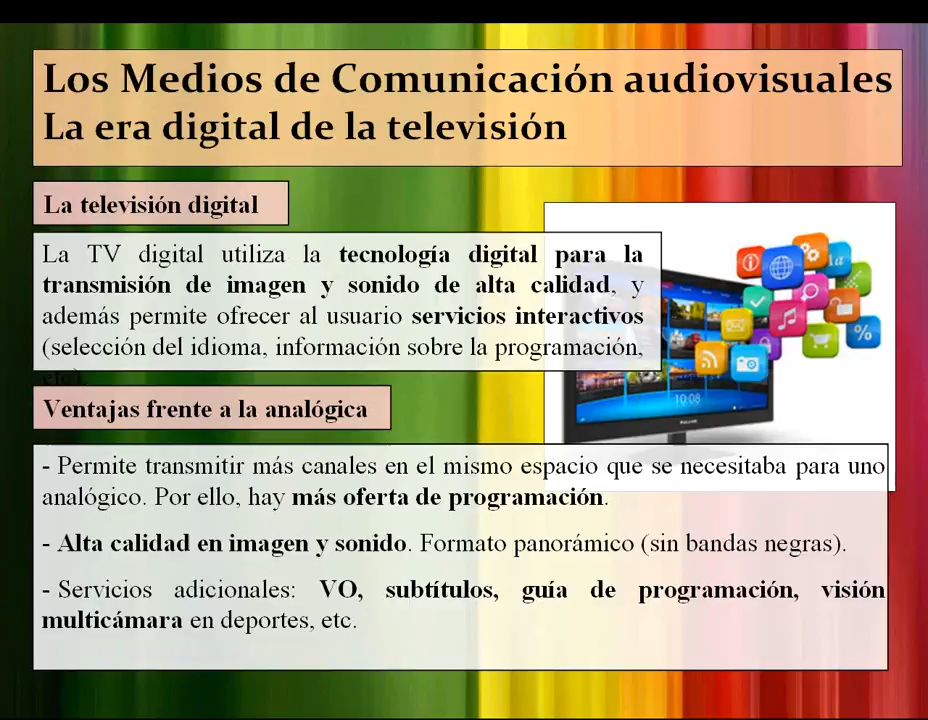 Los Medios de Comunicación audiovisuales
La era digital de la televisión
La televisión digital
La TV digital utiliza la tecnología digital para la
transmisión de imagen y sonido de alta calidad, y
además permite ofrecer al usuario servicios interactivos
(selección del idioma, información sobre la programación,
etc).
10:08
Ventajas frente a la analógica
- Permite transmitir más canales en el mismo espacio que se necesitaba para uno
analógico. Por ello, hay más oferta de programación.
- Alta calidad en imagen y sonido. Formato panorámico (sin bandas negras).
- Servicios adicionales: VO, subtítulos, guía de programación, visión
multicámara en deportes, etc.